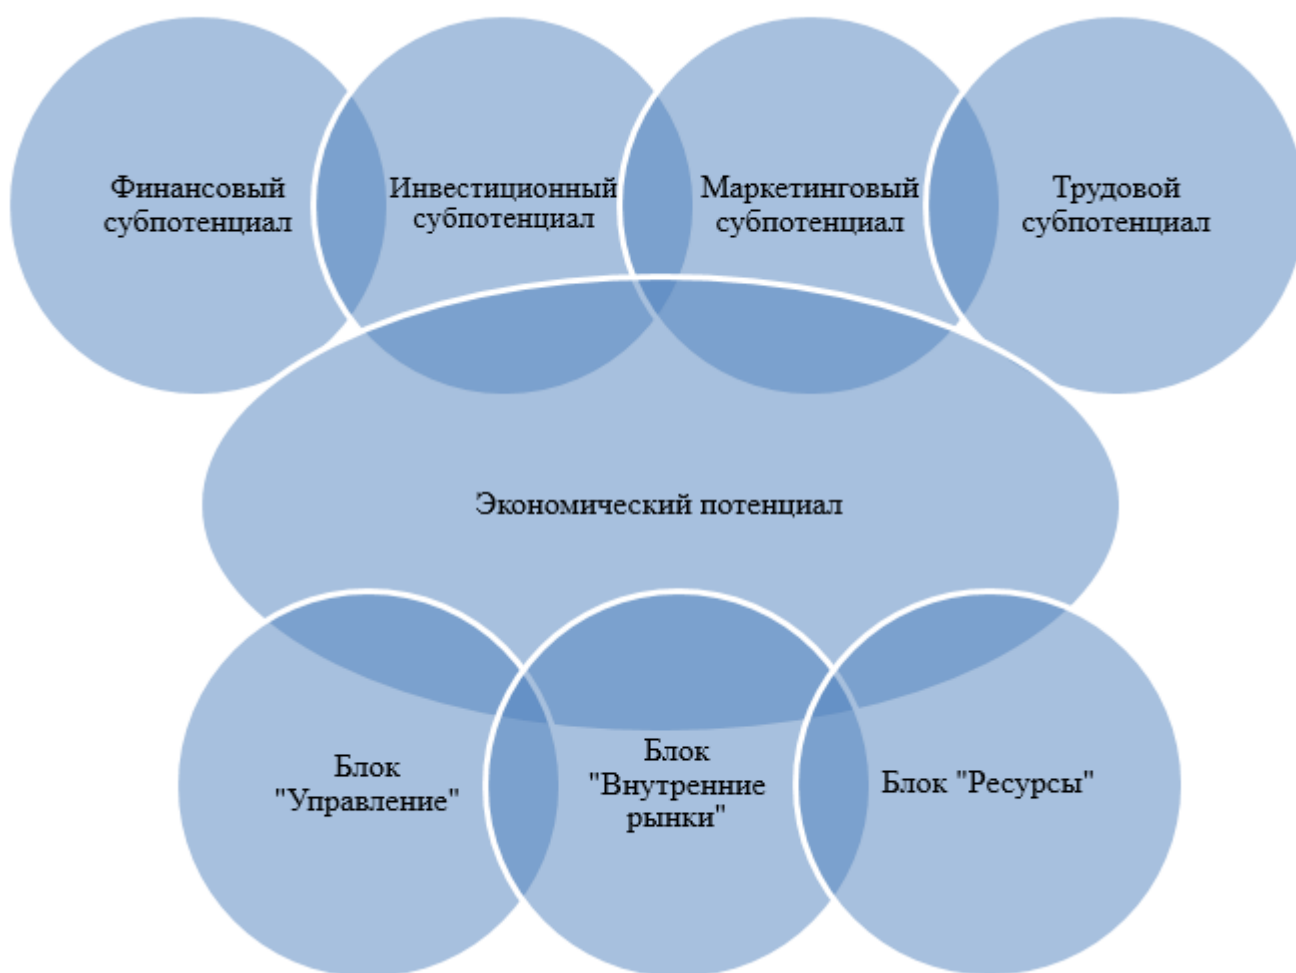 Финансовый
субпотенциал
Инвестиционный
субпотенциал
Маркетинговый
субпотенциал
Трудовой
субпотенциал
Экономический потенциал
Блок
"Управление"
Блок
"Внутренние
рынки"
Блок "Ресурсы"